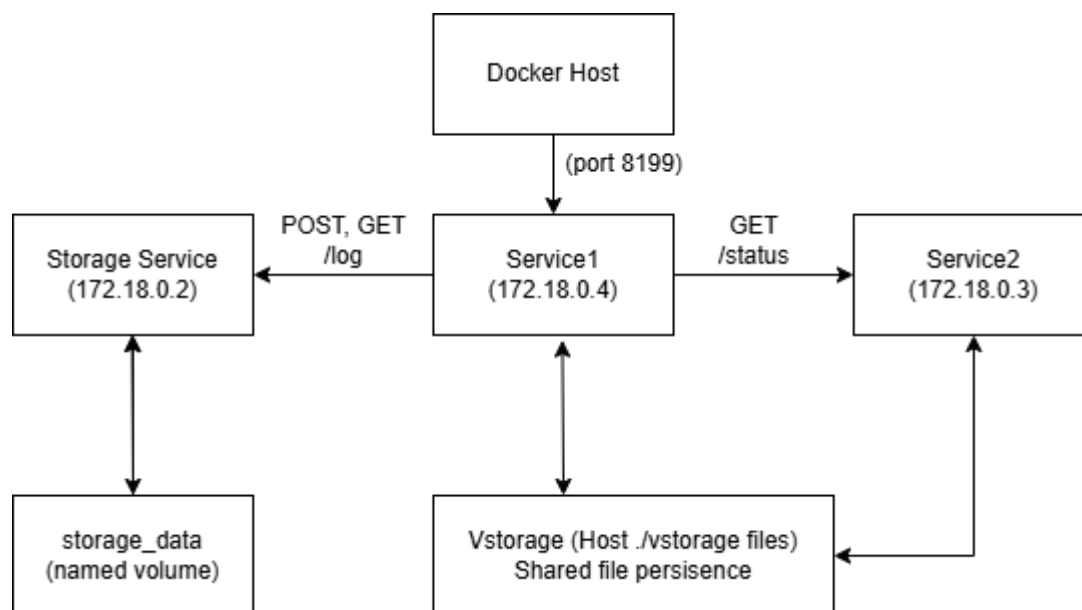 Docker Host
(port 8199)
POST, GET
/log
GET
/status
Storage Service
(172.18.0.2)
Service1
(172.18.0.4)
Service2
(172.18.0.3)
storage_data
(named volume)
Vstorage (Host ./vstorage files)
Shared file persisence